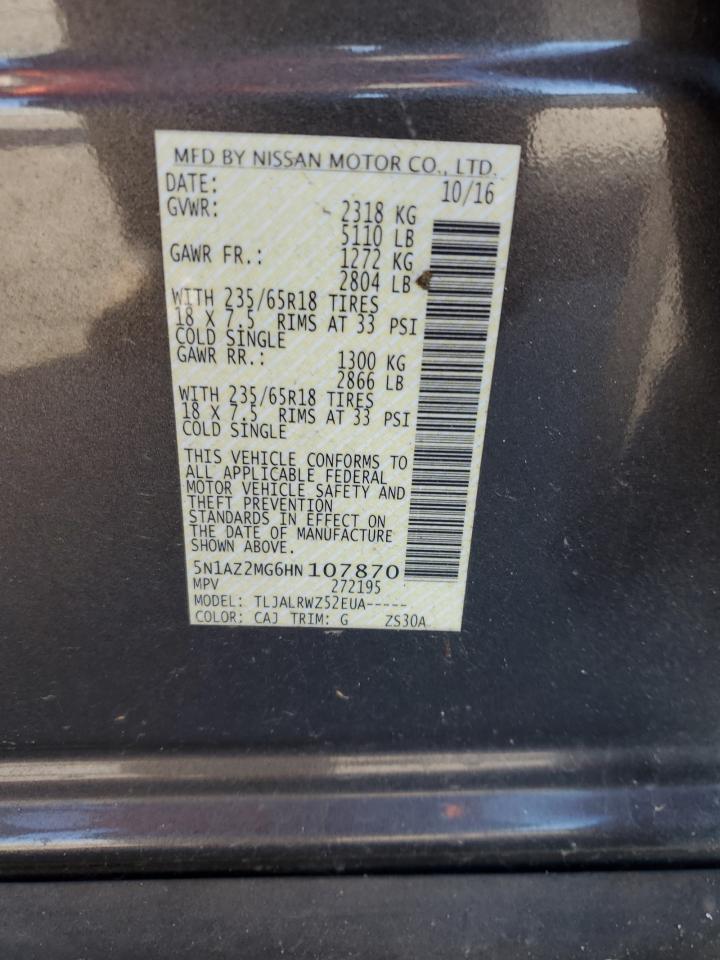 MFD BY NISSAN MOTOR CO., LTD.
DATE: 10/16
GVWR: 2318 KG
5110 LB
GAWR FR.: 1272 KG
2804 LB
WITH 235/65R18 TIRES
18 X 7.5 RIMS AT 33 PSI
COLD SINGLE
GAWR RR.: 1300 KG
2866 LB
WITH 235/65R18 TIRES
18 X 7.5 RIMS AT 33 PSI
COLD SINGLE
THIS VEHICLE CONFORMS TO
ALL APPLICABLE FEDERAL
MOTOR VEHICLE SAFETY AND
THEFT PREVENTION
STANDARDS IN EFFECT ON
THE DATE OF MANUFACTURE
SHOWN ABOVE.
5N1AZ2MG6HN107870
MPV 272195
MODEL: TLJALRWZ52EUA-----
COLOR: CAJ TRIM: G ZS30A